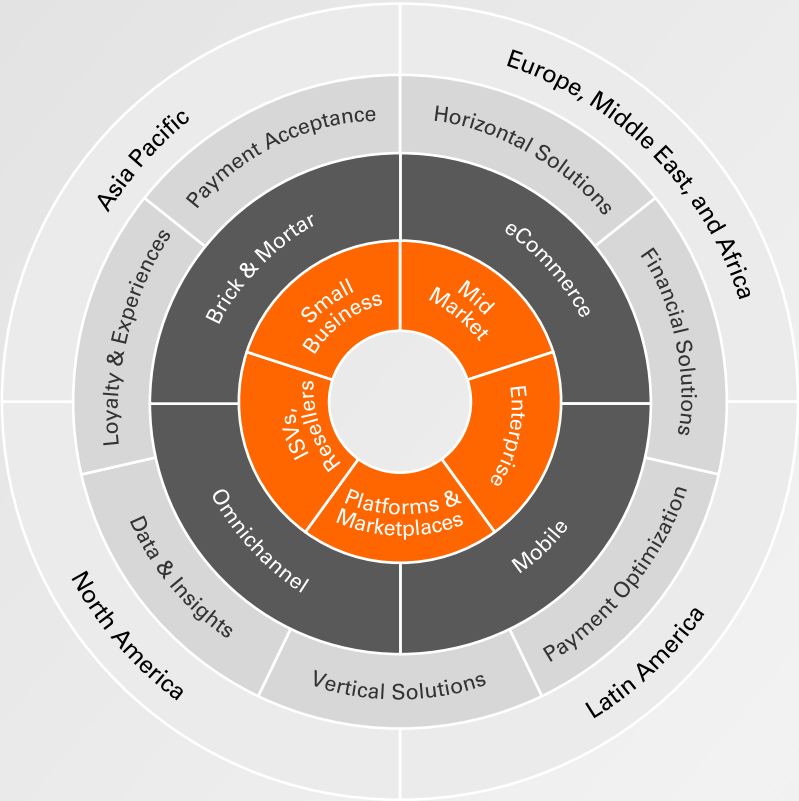 Europe, Middle East, and Africa
Asia Pacific
North America
Latin America
Payment Acceptance
Horizontal Solutions
Financial Solutions
Payment Optimization
Vertical Solutions
Data & Insights
Loyalty & Experiences
Brick & Mortar
eCommerce
Mobile
Omnichannel
Small
Business
Mid
Market
Enterprise
Platforms &
Marketplaces
ISVs,
Resellers